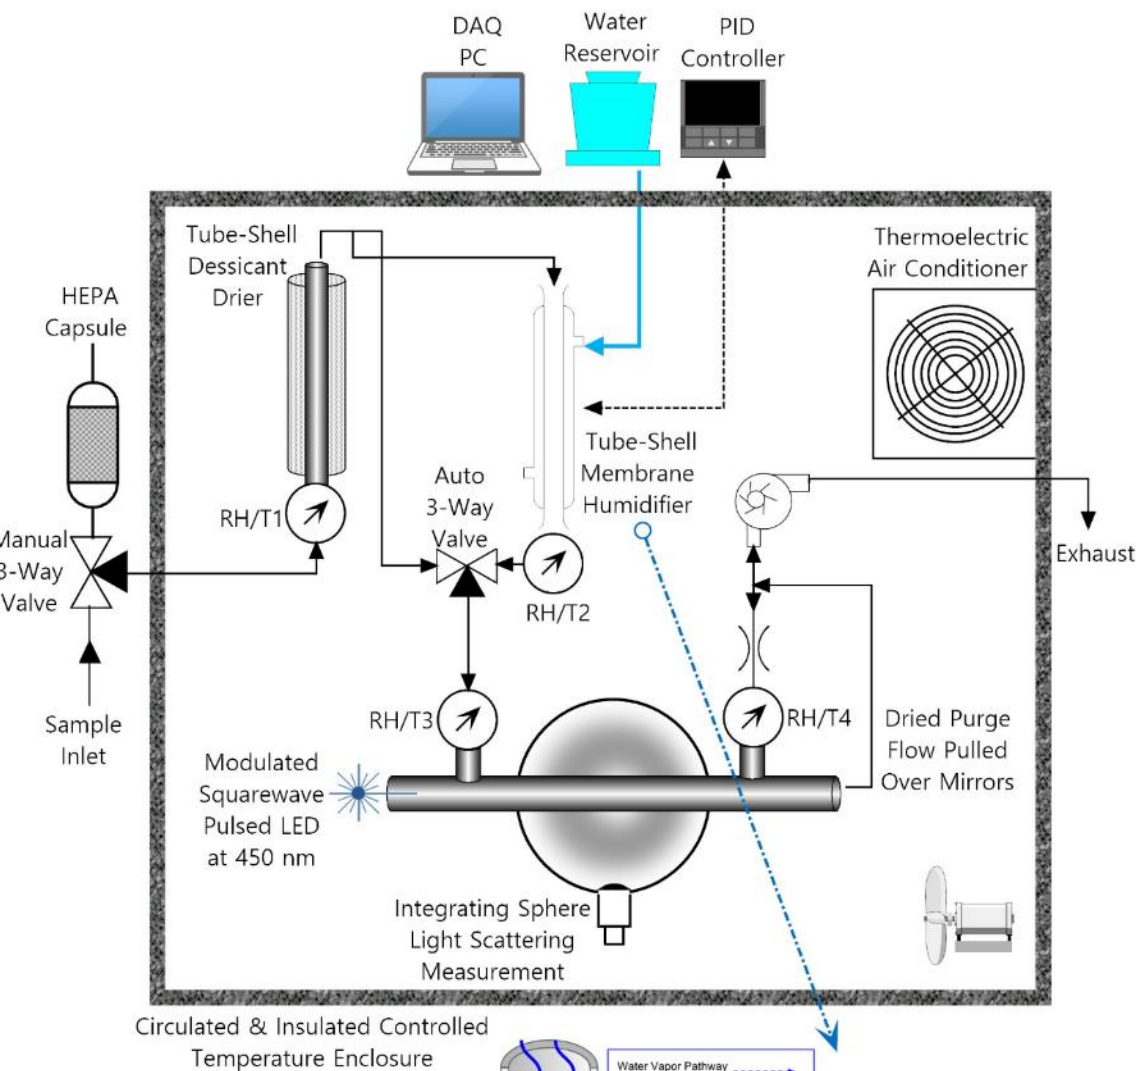 DAQ
PC
Water
Reservoir
PID
Controller
Tube-Shell
Dessicant
Drier
Thermoelectric
Air Conditioner
HEPA
Capsule
Tube-Shell
Membrane
Humidifier
Auto
3-Way
Valve
RH/T1
Manual
3-Way
Valve
Exhaust
RH/T2
Sample
Inlet
RH/T3
RH/T4
Dried Purge
Flow Pulled
Over Mirrors
Modulated
Squarewave
Pulsed LED
at 450 nm
Integrating Sphere
Light Scattering
Measurement
Circulated & Insulated Controlled
Temperature Enclosure
Water Vapor Pathway